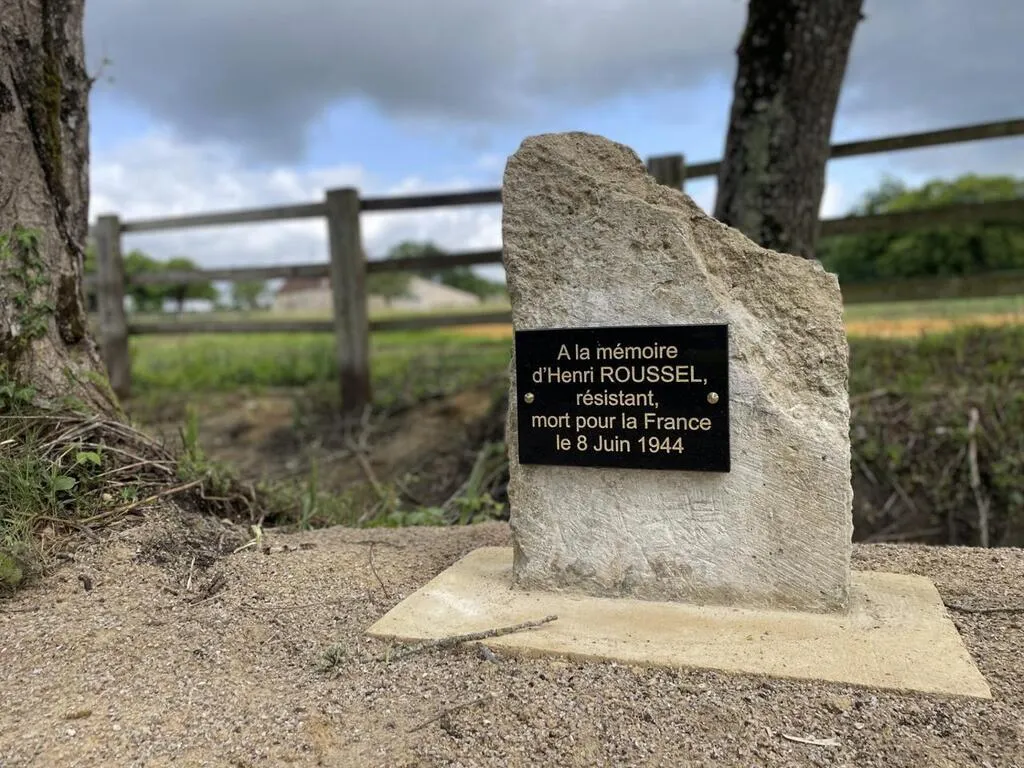 A la mémoire
d'Henri ROUSSEL,
résistant,
mort pour la France
le 8 Juin 1944